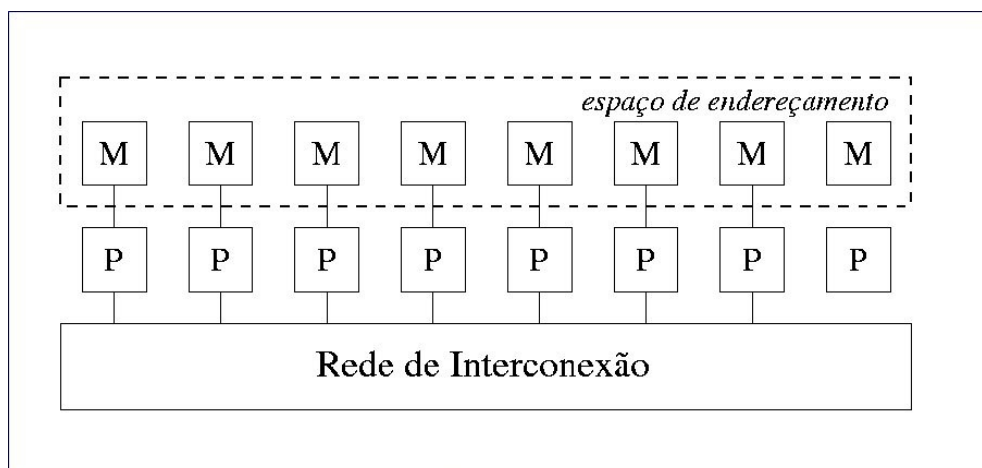 espaço de endereçamento
M M M M M M M M
P P P P P P P P
Rede de Interconexão